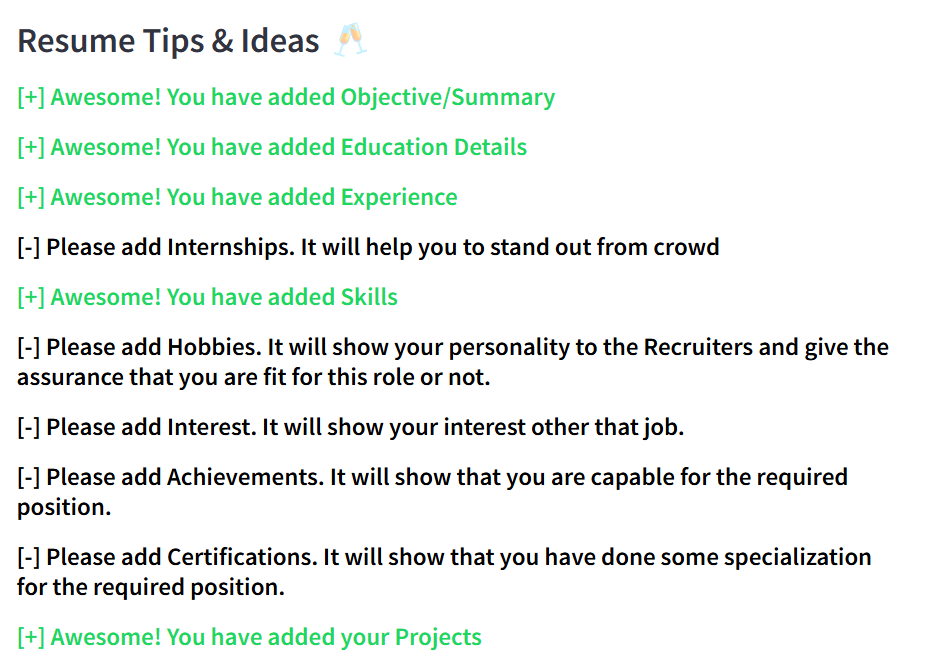 Resume Tips & Ideas 🥂
[+] Awesome! You have added Objective/Summary
[+] Awesome! You have added Education Details
[+] Awesome! You have added Experience
[-] Please add Internships. It will help you to stand out from crowd
[+] Awesome! You have added Skills
[-] Please add Hobbies. It will show your personality to the Recruiters and give the
assurance that you are fit for this role or not.
[-] Please add Interest. It will show your interest other that job.
[-] Please add Achievements. It will show that you are capable for the required
position.
[-] Please add Certifications. It will show that you have done some specialization
for the required position.
[+] Awesome! You have added your Projects